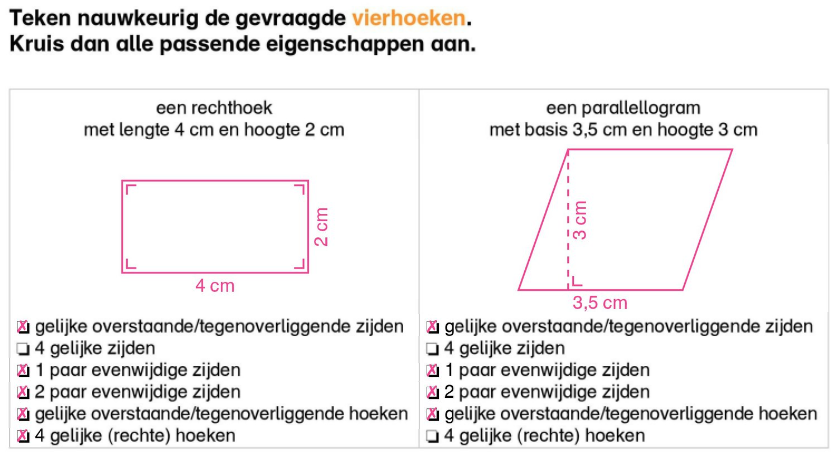 Teken nauwkeurig de gevraagde vierhoeken.
Kruis dan alle passende eigenschappen aan.
een rechthoek
met lengte 4 cm en hoogte 2 cm
2 cm
4 cm
gelijke overstaande/tegenoverliggende zijden
4 gelijke zijden
1 paar evenwijdige zijden
2 paar evenwijdige zijden
gelijke overstaande/tegenoverliggende hoeken
4 gelijke (rechte) hoeken
een parallellogram
met basis 3,5 cm en hoogte 3 cm
3 cm
3,5 cm
gelijke overstaande/tegenoverliggende zijden
4 gelijke zijden
1 paar evenwijdige zijden
2 paar evenwijdige zijden
gelijke overstaande/tegenoverliggende hoeken
4 gelijke (rechte) hoeken